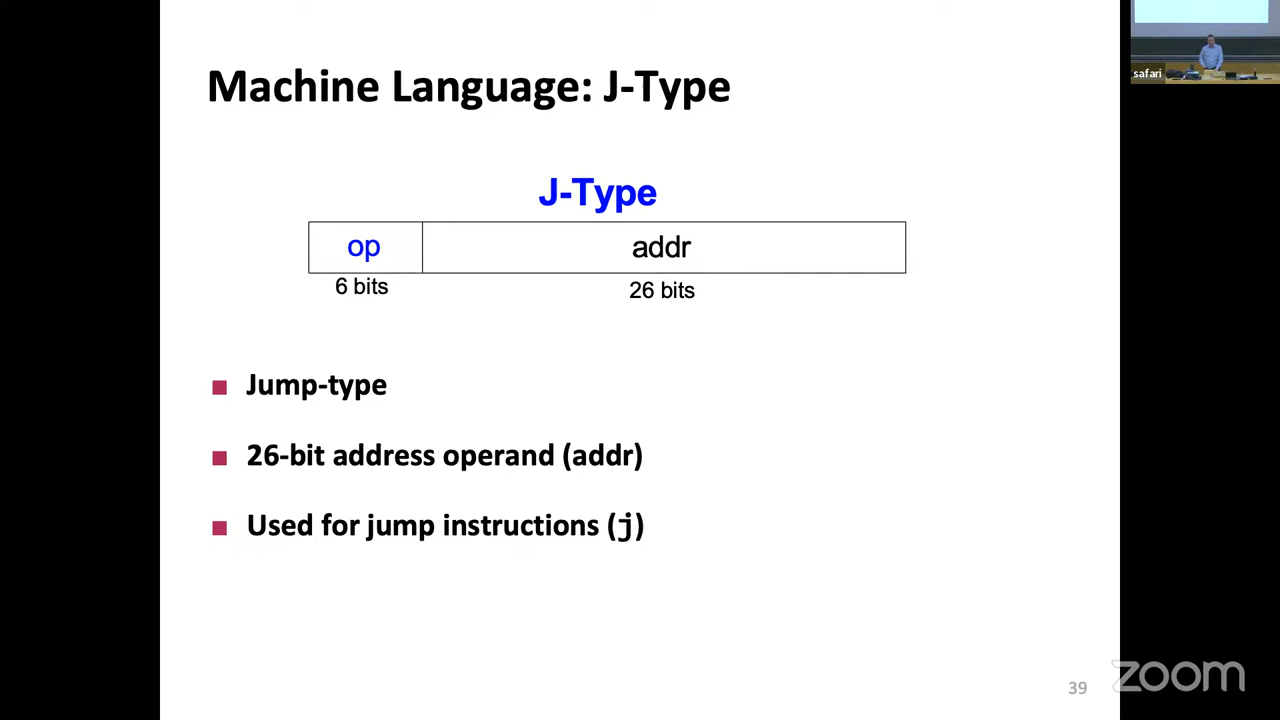 Machine Language: J-Type
J-Type
op
addr
6 bits
26 bits
■ Jump-type
■ 26-bit address operand (addr)
■ Used for jump instructions (j)
39
safari
zoom